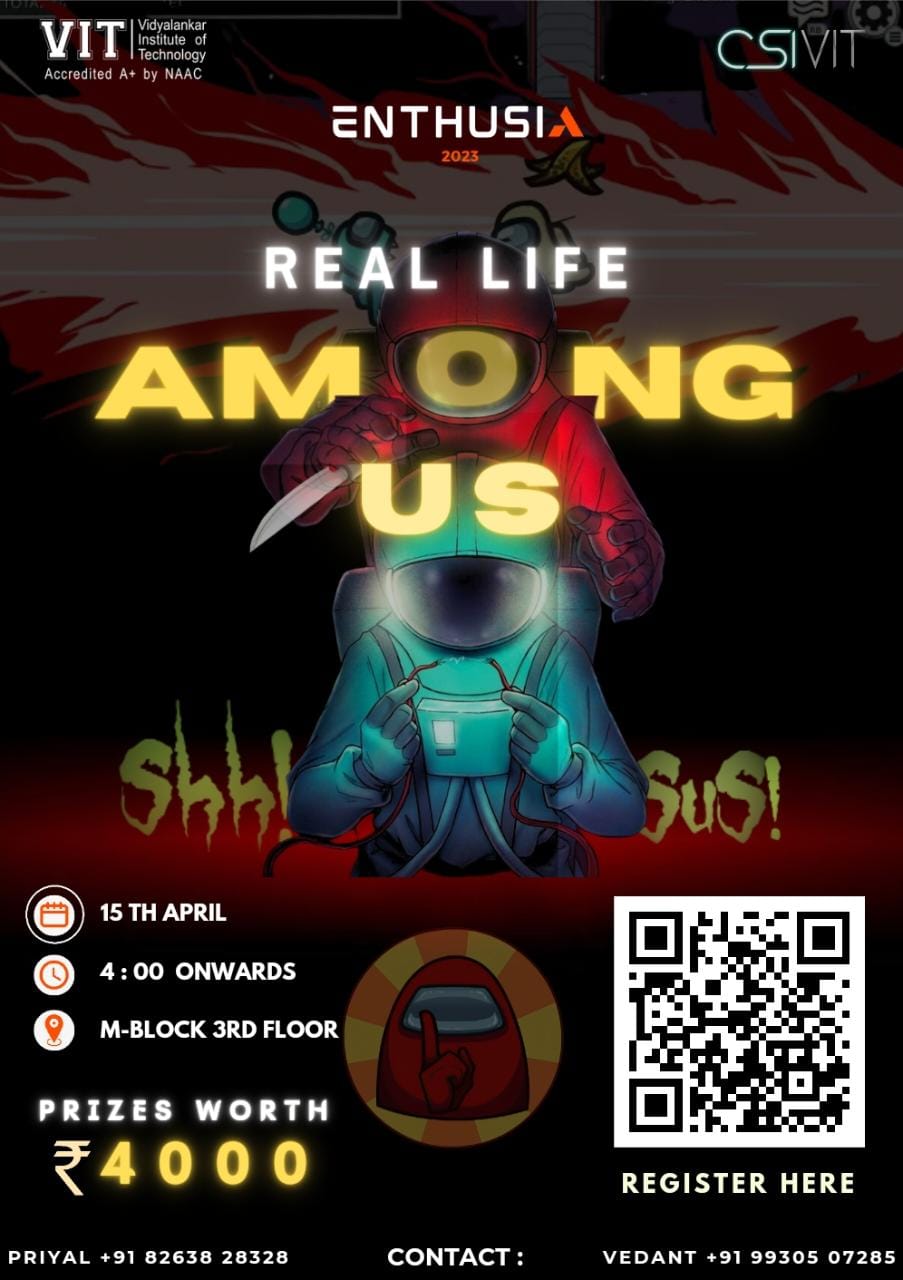 VIT
Vidyalankar
Institute of
Technology
Accredited A+ by NAAC
CSIVIT
ENTHUSIA
2023
REAL LIFE
AMONG
US
Shh!
SuS!
15 TH APRIL
4 : 00 ONWARDS
M-BLOCK 3RD FLOOR
PRIZES WORTH
₹4000
REGISTER HERE
PRIYAL +91 82638 28328
CONTACT :
VEDANT +91 99305 07285